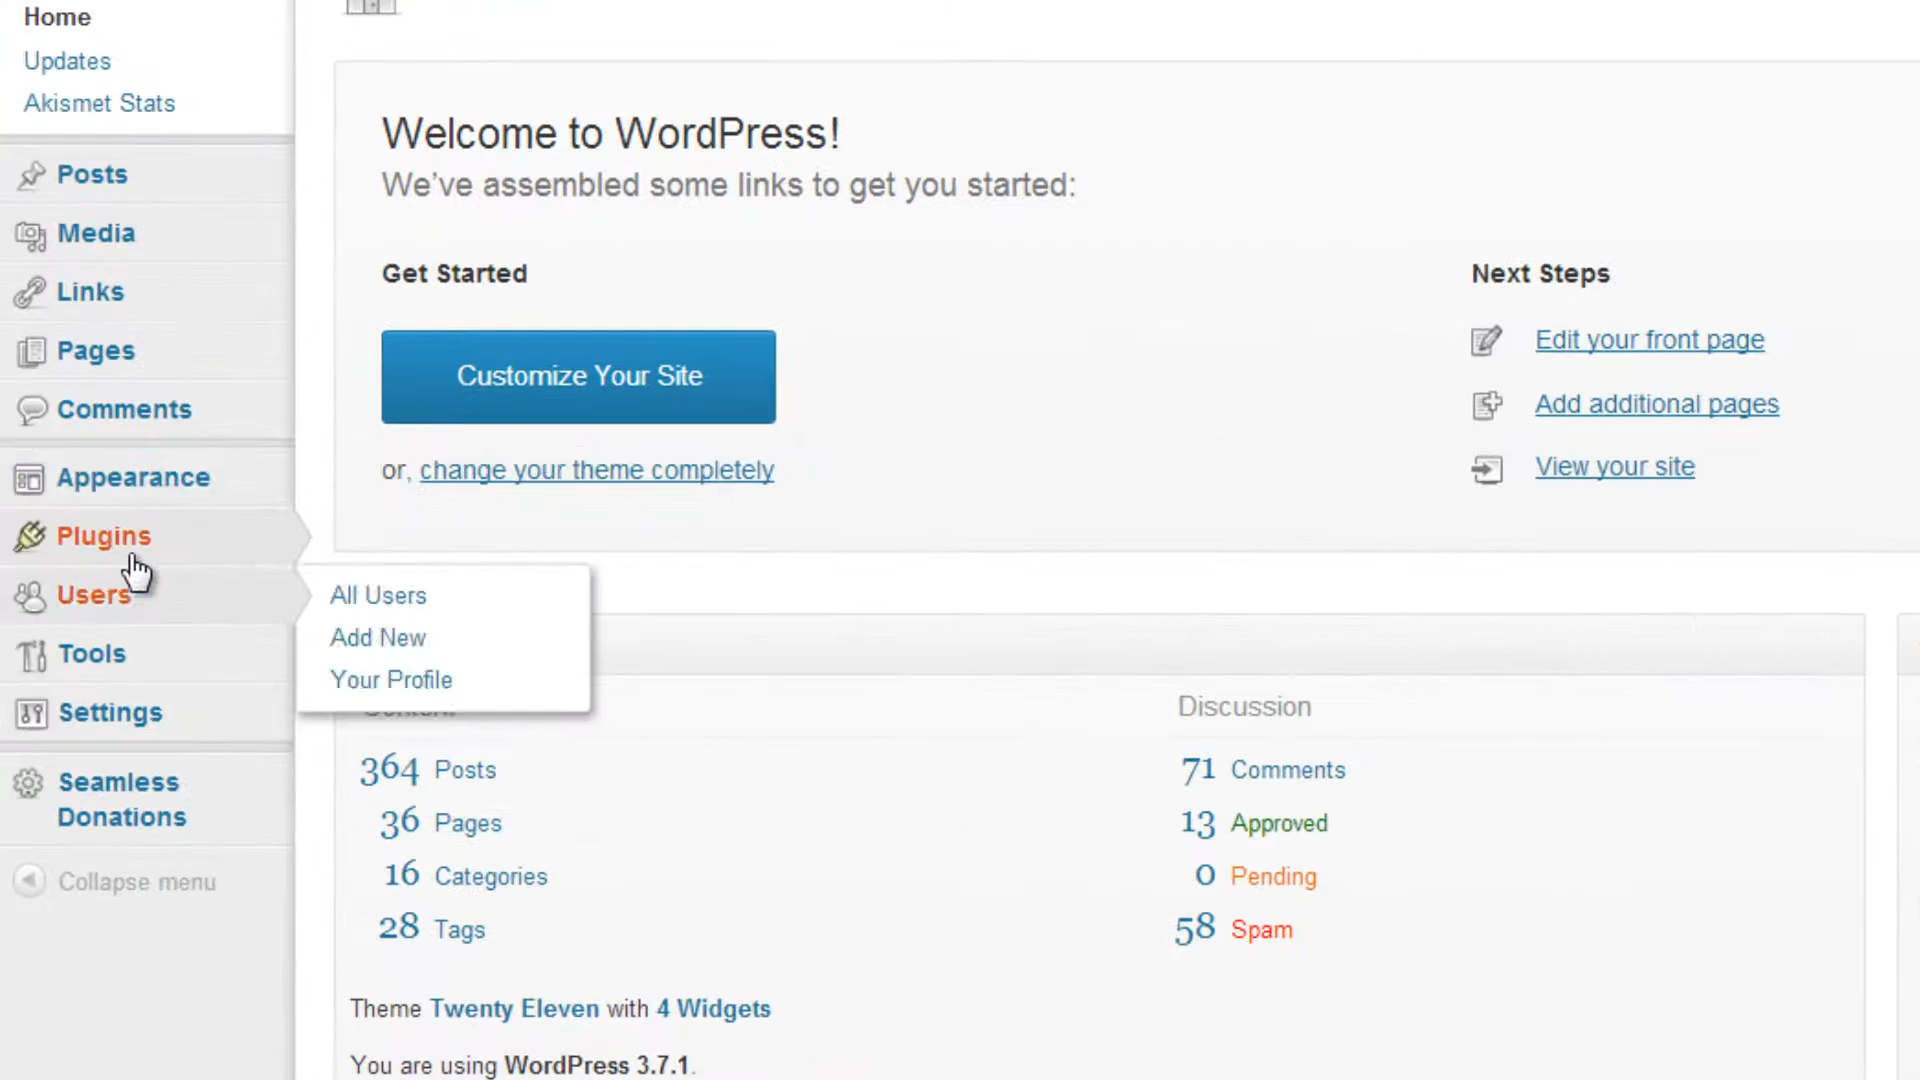 Home
Updates
Akismet Stats
Posts
Media
Links
Pages
Comments
Appearance
Plugins
Users
Tools
Settings
Seamless
Donations
Collapse menu
All Users
Add New
Your Profile
Welcome to WordPress!
We've assembled some links to get you started:
Get Started
Customize Your Site
or, change your theme completely
Next Steps
Edit your front page
Add additional pages
View your site
364 Posts
36 Pages
16 Categories
28 Tags
Discussion
71 Comments
13 Approved
0 Pending
58 Spam
Theme Twenty Eleven with 4 Widgets
You are using WordPress 3.7.1.